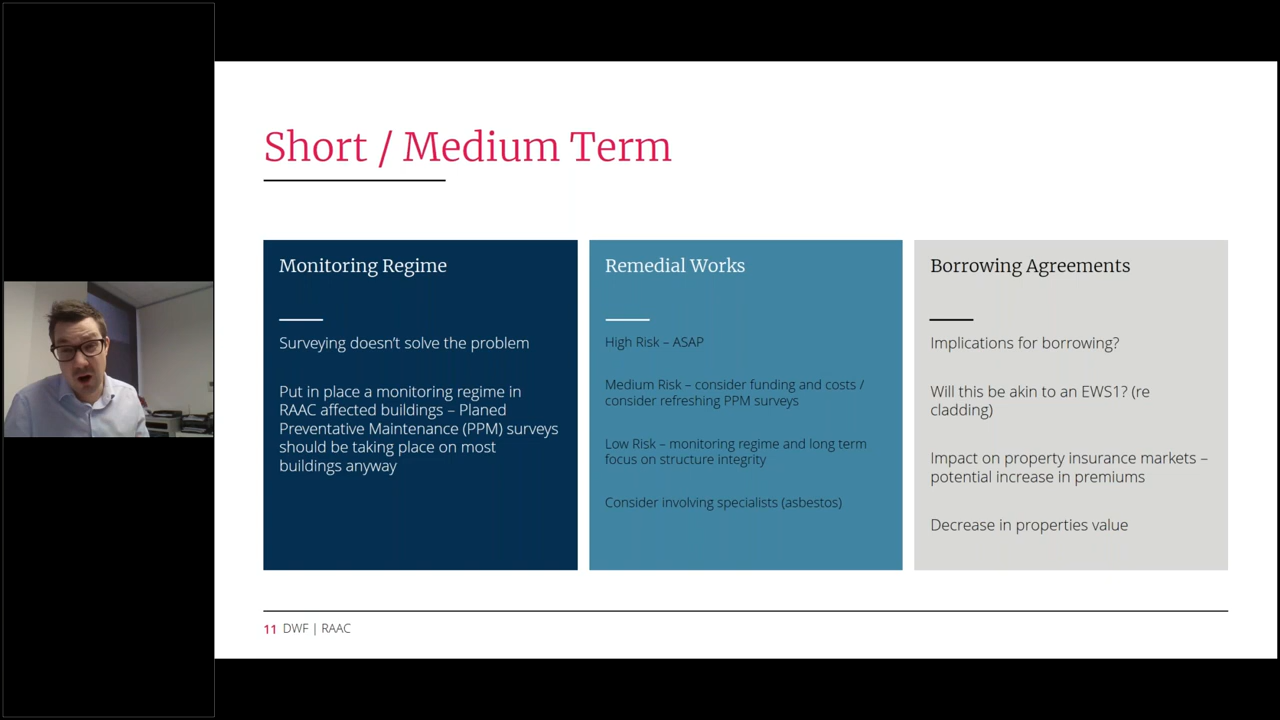 Short / Medium Term
Monitoring Regime
Surveying doesn’t solve the problem
Put in place a monitoring regime in
RAAC affected buildings – Planed
Preventative Maintenance (PPM) surveys
should be taking place on most
buildings anyway
Remedial Works
High Risk – ASAP
Medium Risk – consider funding and costs /
consider refreshing PPM surveys
Low Risk – monitoring regime and long term
focus on structure integrity
Consider involving specialists (asbestos)
Borrowing Agreements
Implications for borrowing?
Will this be akin to an EWS1? (re
cladding)
Impact on property insurance markets –
potential increase in premiums
Decrease in properties value
11 DWF | RAAC